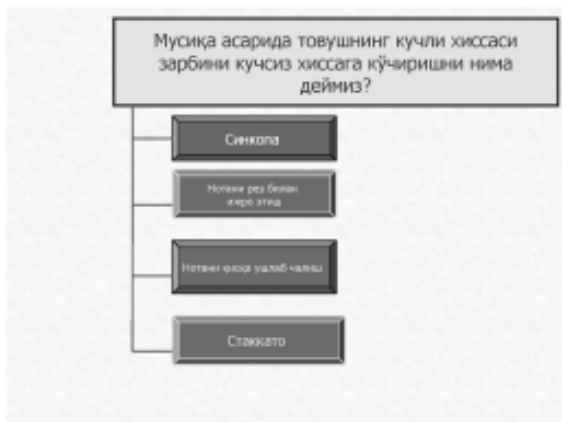 Мусиқа асарида товушнинг кучли хиссаси
зарбини кучсиз хиссага кўчиришни нима
деймиз?
Синкопа
Нотани рез билан
ижро этиш
Нотани қисқа ушлаб чалиш
Стаккато